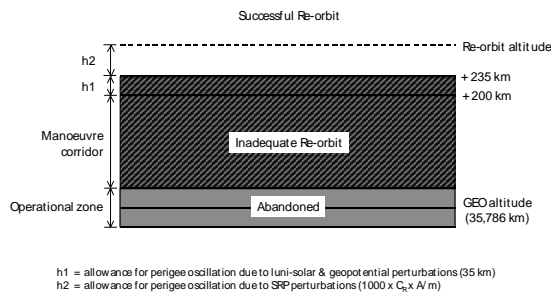 Successful Re-orbit
Re-orbit altitude
h2
+ 235 km
h1
+ 200 km
Manoeuvre
corridor
Inadequate Re-orbit
Operational zone
Abandoned
GEO altitude
(35,786 km)
h1 = allowance for perigee oscillation due to luni-solar & geopotential perturbations (35 km)
h2 = allowance for perigee oscillation due to SRP perturbations (1000 x CR x A/m)